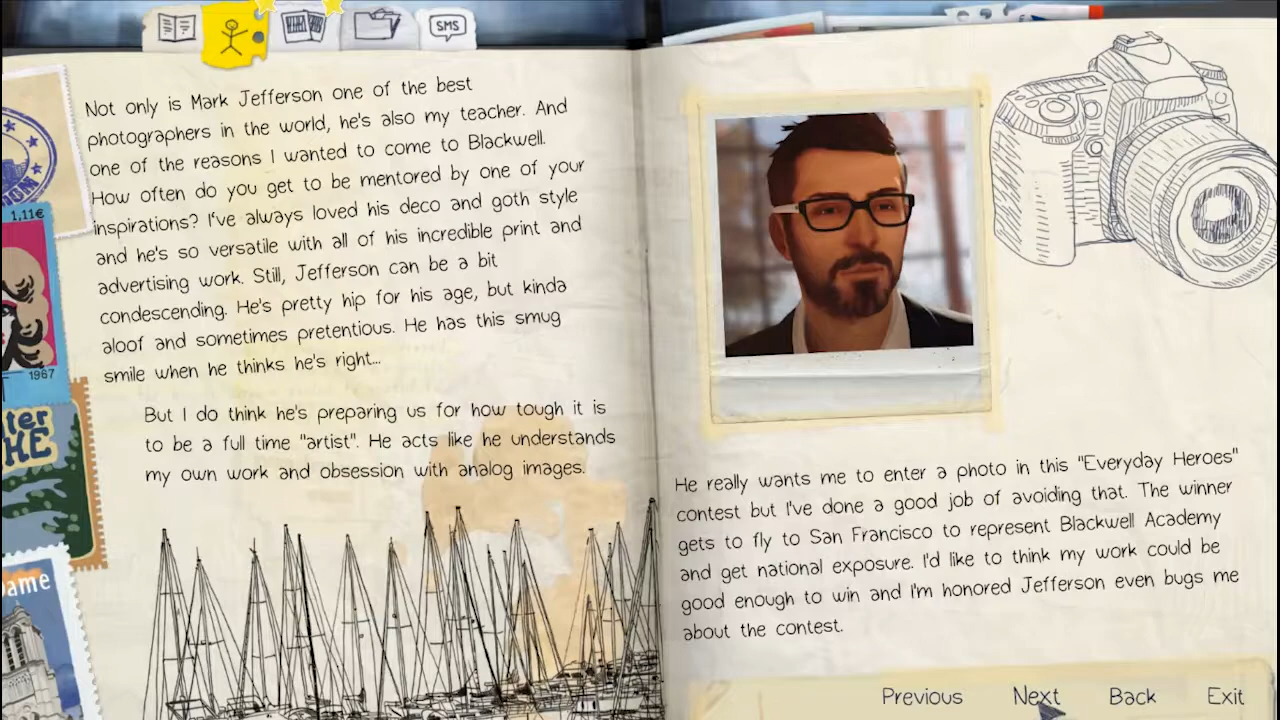 SMS
Not only is Mark Jefferson one of the best
photographers in the world, he's also my teacher. And
one of the reasons I wanted to come to Blackwell.
How often do you get to be mentored by one of your
inspirations? I've always loved his deco and goth style
and he's so versatile with all of his incredible print and
advertising work. Still, Jefferson can be a bit
condescending. He's pretty hip for his age, but kinda
aloof and sometimes pretentious. He has this smug
smile when he thinks he's right...
But I do think he's preparing us for how tough it is
to be a full time "artist". He acts like he understands
my own work and obsession with analog images.
1,11€
1967
He really wants me to enter a photo in this "Everyday Heroes"
contest but I've done a good job of avoiding that. The winner
gets to fly to San Francisco to represent Blackwell Academy
and get national exposure. I'd like to think my work could be
good enough to win and I'm honored Jefferson even bugs me
about the contest.
Previous Next Back Exit